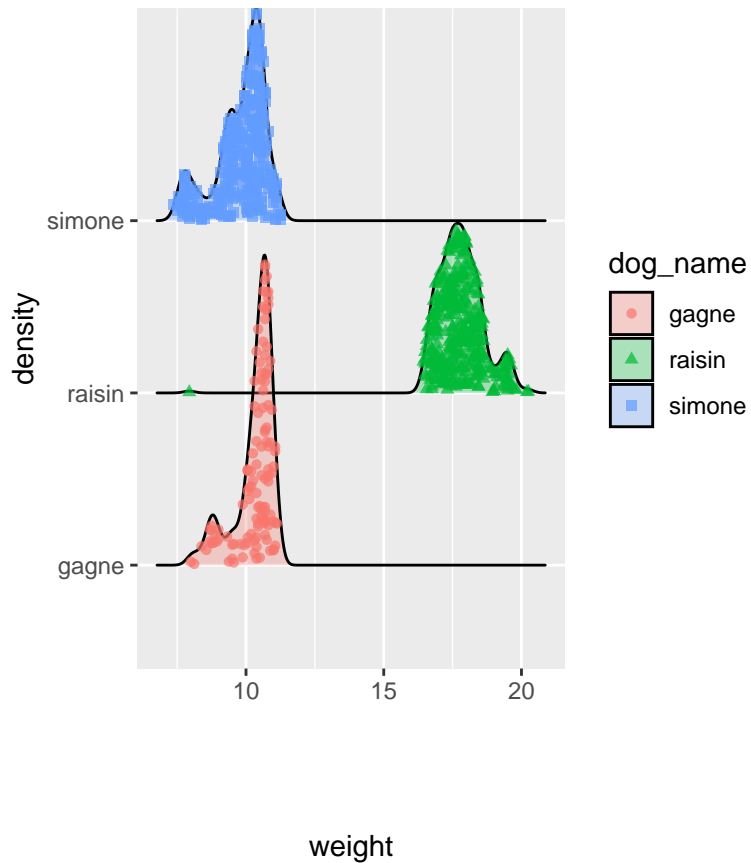 simone
raisin
gagne
density
10 15 20
weight
dog_name
gagne
raisin
simone